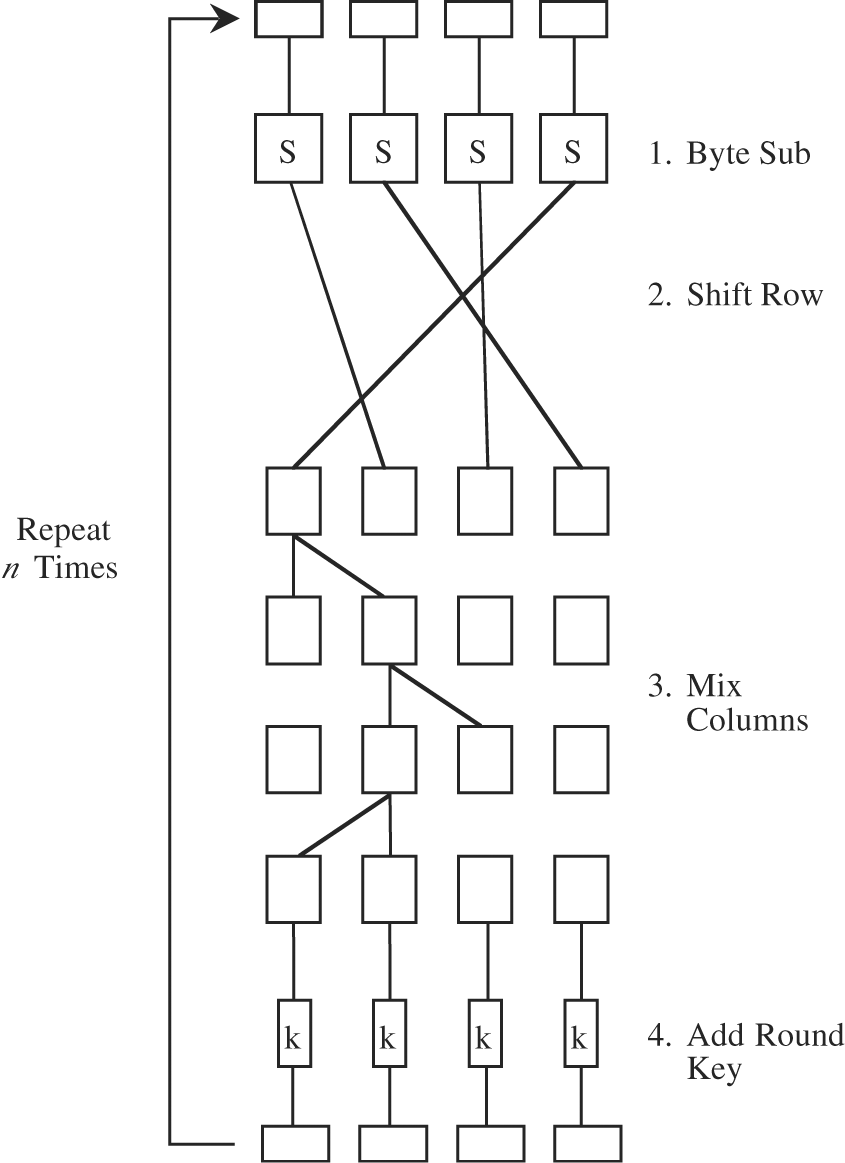 S S S S
1. Byte Sub
2. Shift Row
Repeat
n Times
3. Mix
Columns
k k k k
4. Add Round
Key